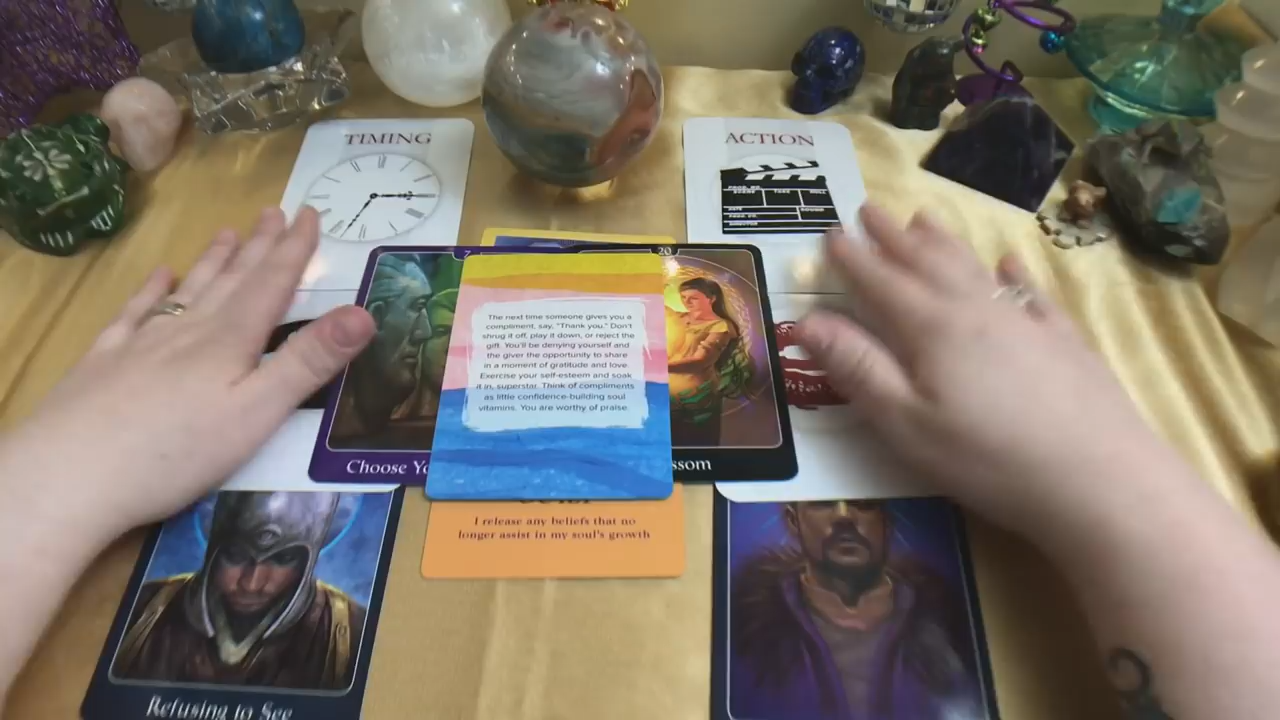 TIMING
ACTION
20
The next time someone gives you a
compliment, say, "Thank you." Don't
shrug it off, play it down, or reject the
gift. You'll be denying yourself and
the giver the opportunity to share
in a moment of gratitude and love.
Exercise your self-esteem and soak
it in, superstar. Think of compliments
as little confidence-building soul
vitamins. You are worthy of praise.
Choose Yo
ssom
I release any beliefs that no
longer assist in my soul's growth
Refusing to See